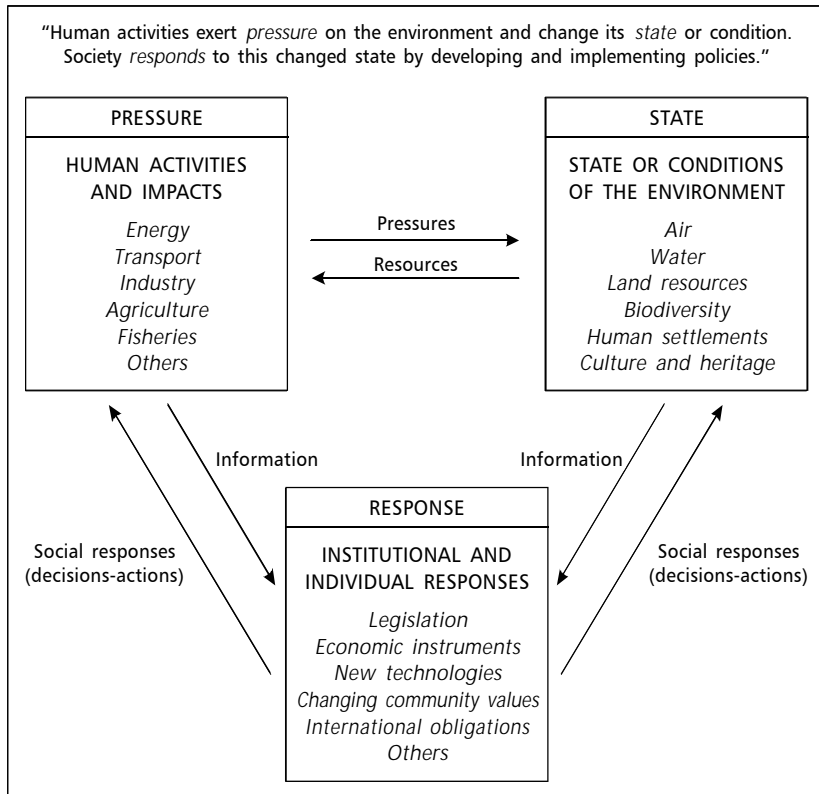 “Human activities exert pressure on the environment and change its state or condition.
Society responds to this changed state by developing and implementing policies.”
PRESSURE
HUMAN ACTIVITIES
AND IMPACTS
Energy
Transport
Industry
Agriculture
Fisheries
Others
Pressures
Resources
STATE
STATE OR CONDITIONS
OF THE ENVIRONMENT
Air
Water
Land resources
Biodiversity
Human settlements
Culture and heritage
Information
Information
Social responses
(decisions-actions)
RESPONSE
INSTITUTIONAL AND
INDIVIDUAL RESPONSES
Legislation
Economic instruments
New technologies
Changing community values
International obligations
Others
Social responses
(decisions-actions)